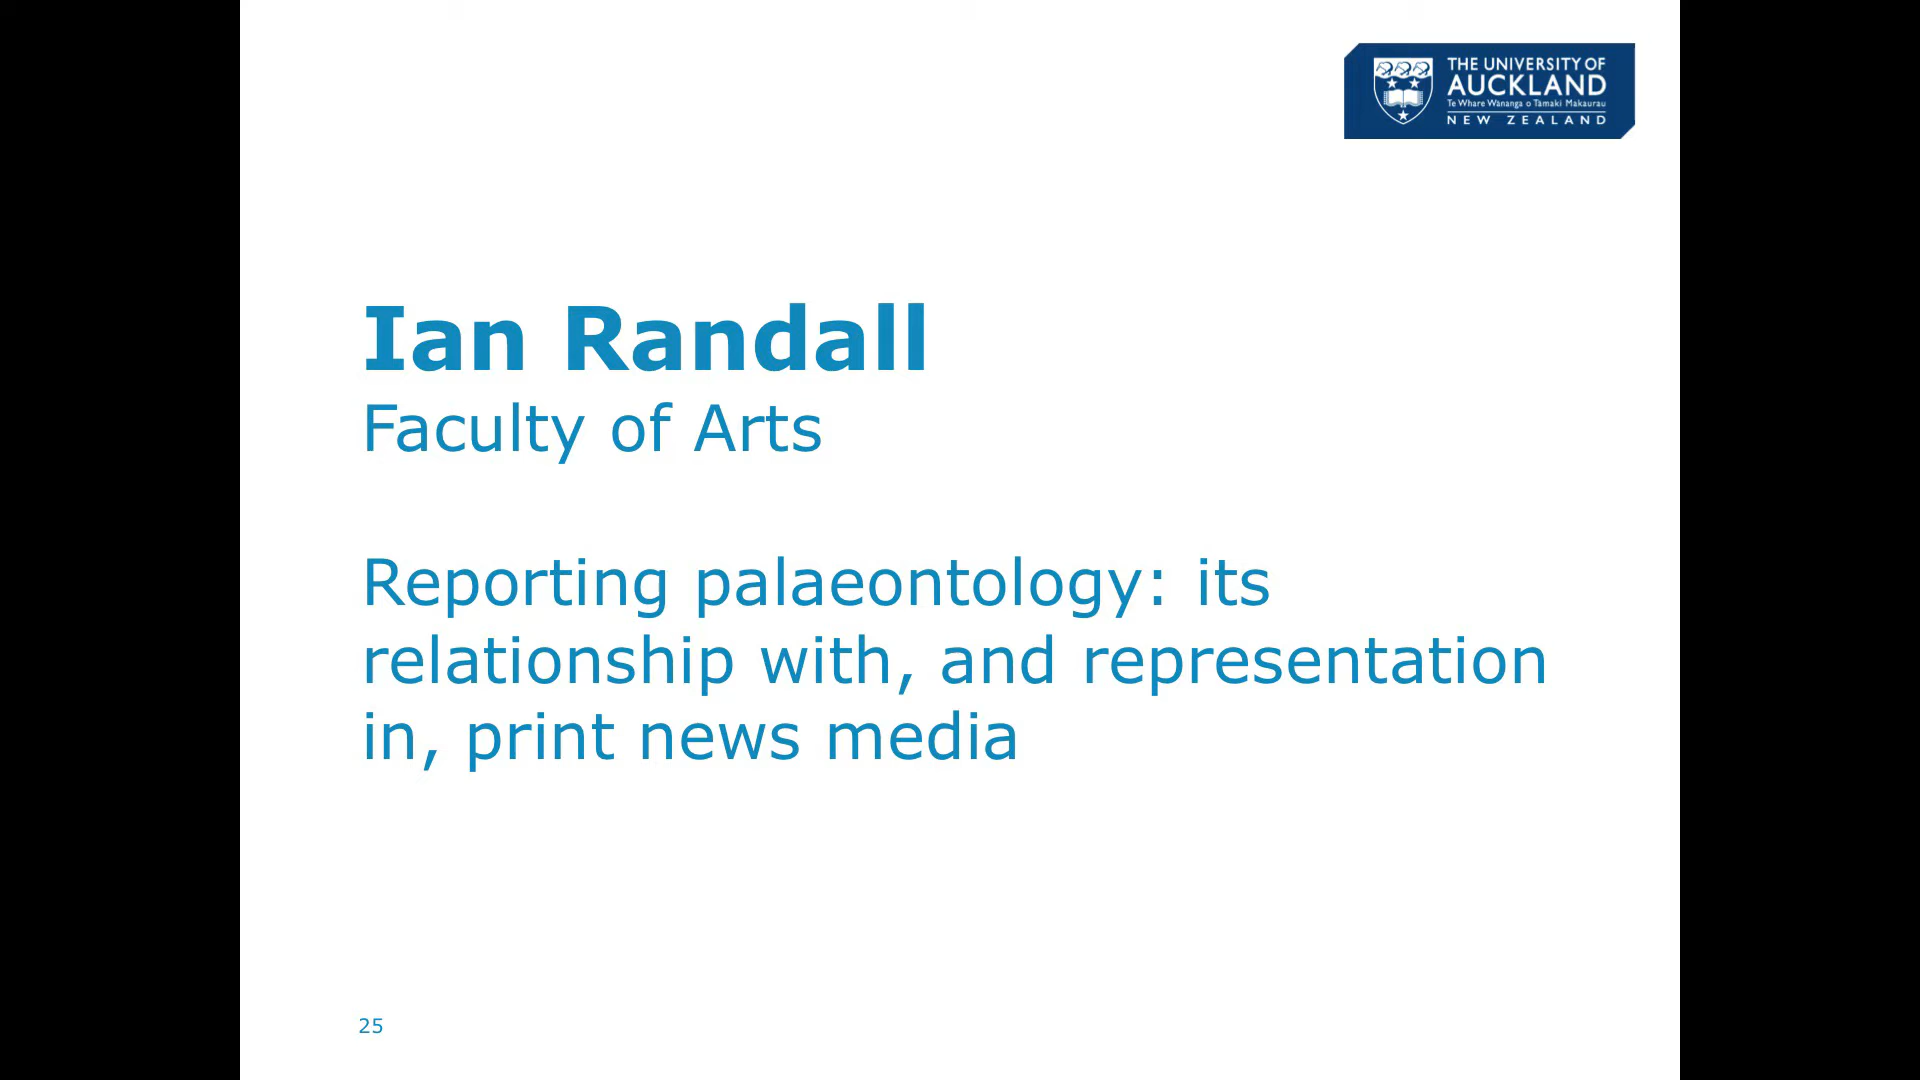 THE UNIVERSITY OF
AUCKLAND
Te Whare Wānanga o Tāmaki Makaurau
NEW ZEALAND
Ian Randall
Faculty of Arts
Reporting palaeontology: its
relationship with, and representation
in, print news media
25